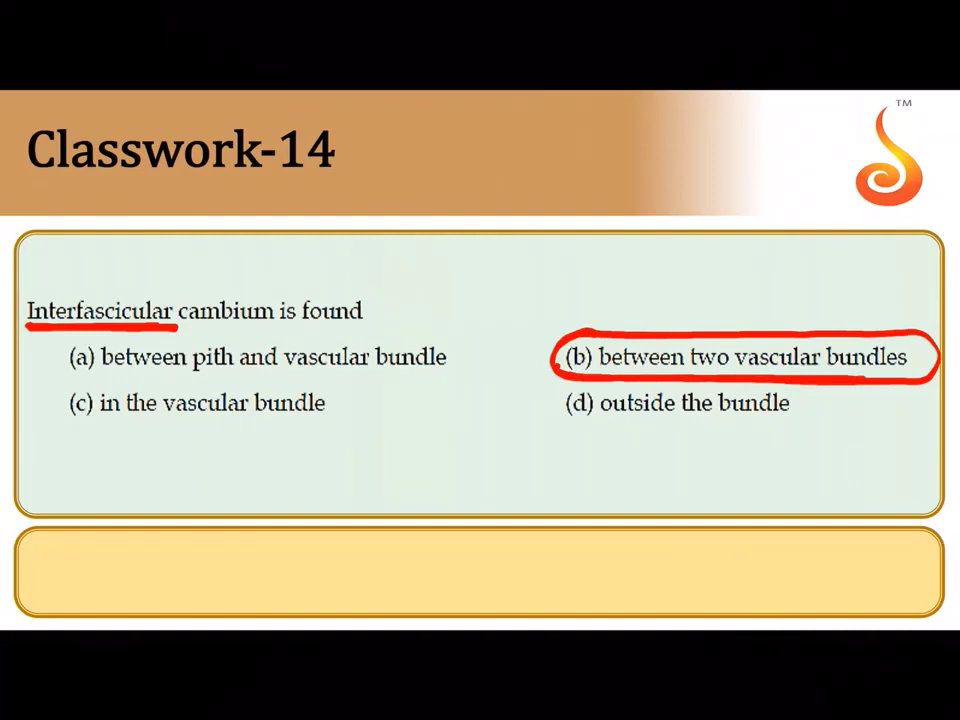 TM
Classwork-14
Interfascicular cambium is found
(a) between pith and vascular bundle (b) between two vascular bundles
(c) in the vascular bundle (d) outside the bundle